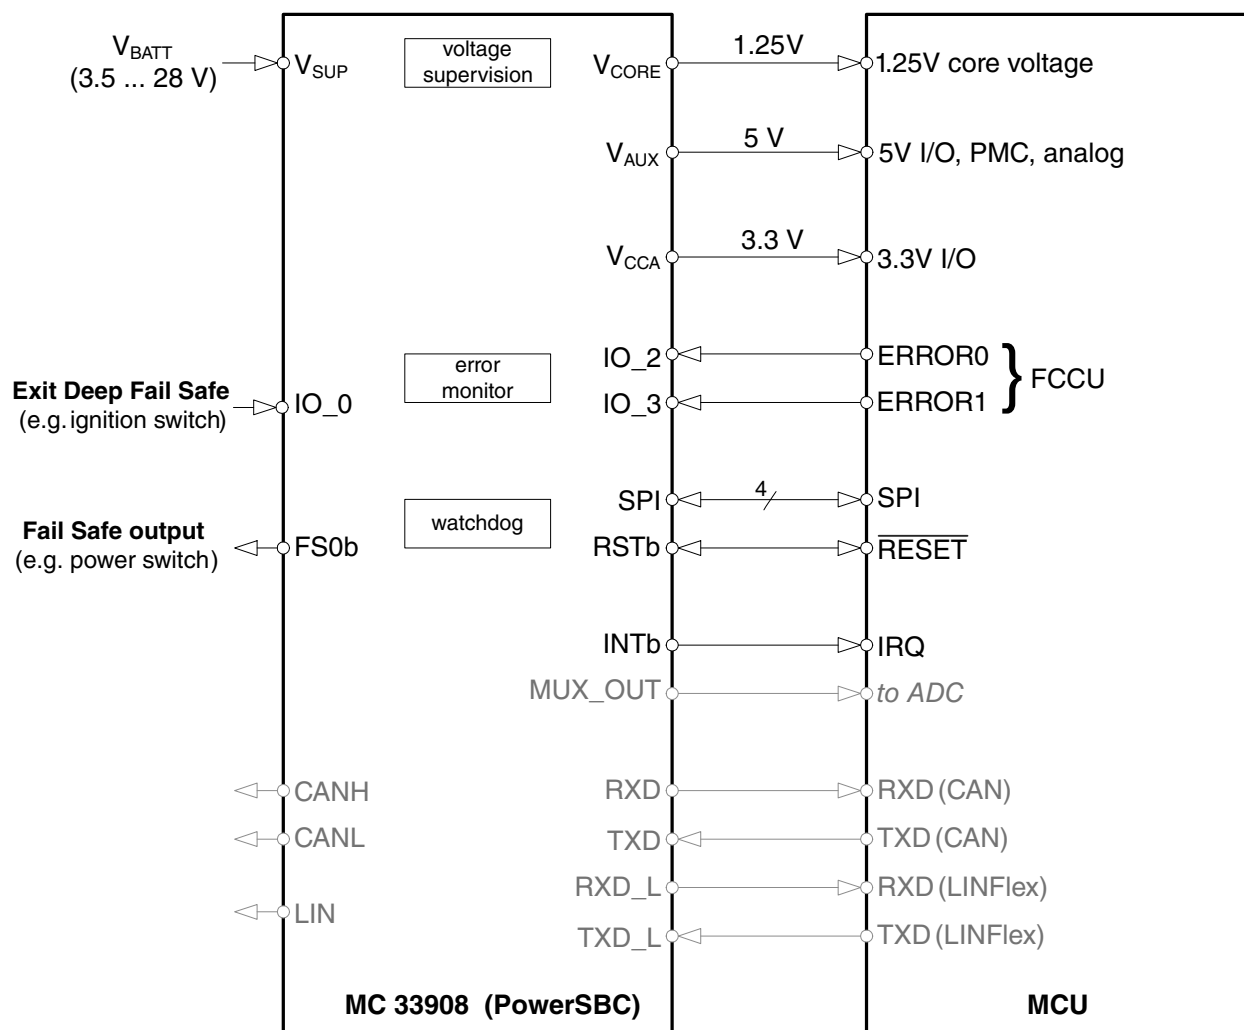 V_BATT
(3.5 ... 28 V)
V_SUP
voltage
supervision
V_CORE
1.25V
1.25V core voltage
V_AUX
5 V
5V I/O, PMC, analog
V_CCA
3.3 V
3.3V I/O
error
monitor
IO_2
ERROR0
IO_3
ERROR1
FCCU
Exit Deep Fail Safe
(e.g. ignition switch)
IO_0
SPI
4
SPI
watchdog
Fail Safe output
(e.g. power switch)
FS0b
RSTb
RESET
INTb
IRQ
MUX_OUT
to ADC
CANH
RXD
RXD (CAN)
CANL
TXD
TXD (CAN)
RXD_L
RXD (LINFlex)
LIN
TXD_L
TXD (LINFlex)
MC 33908 (PowerSBC)
MCU